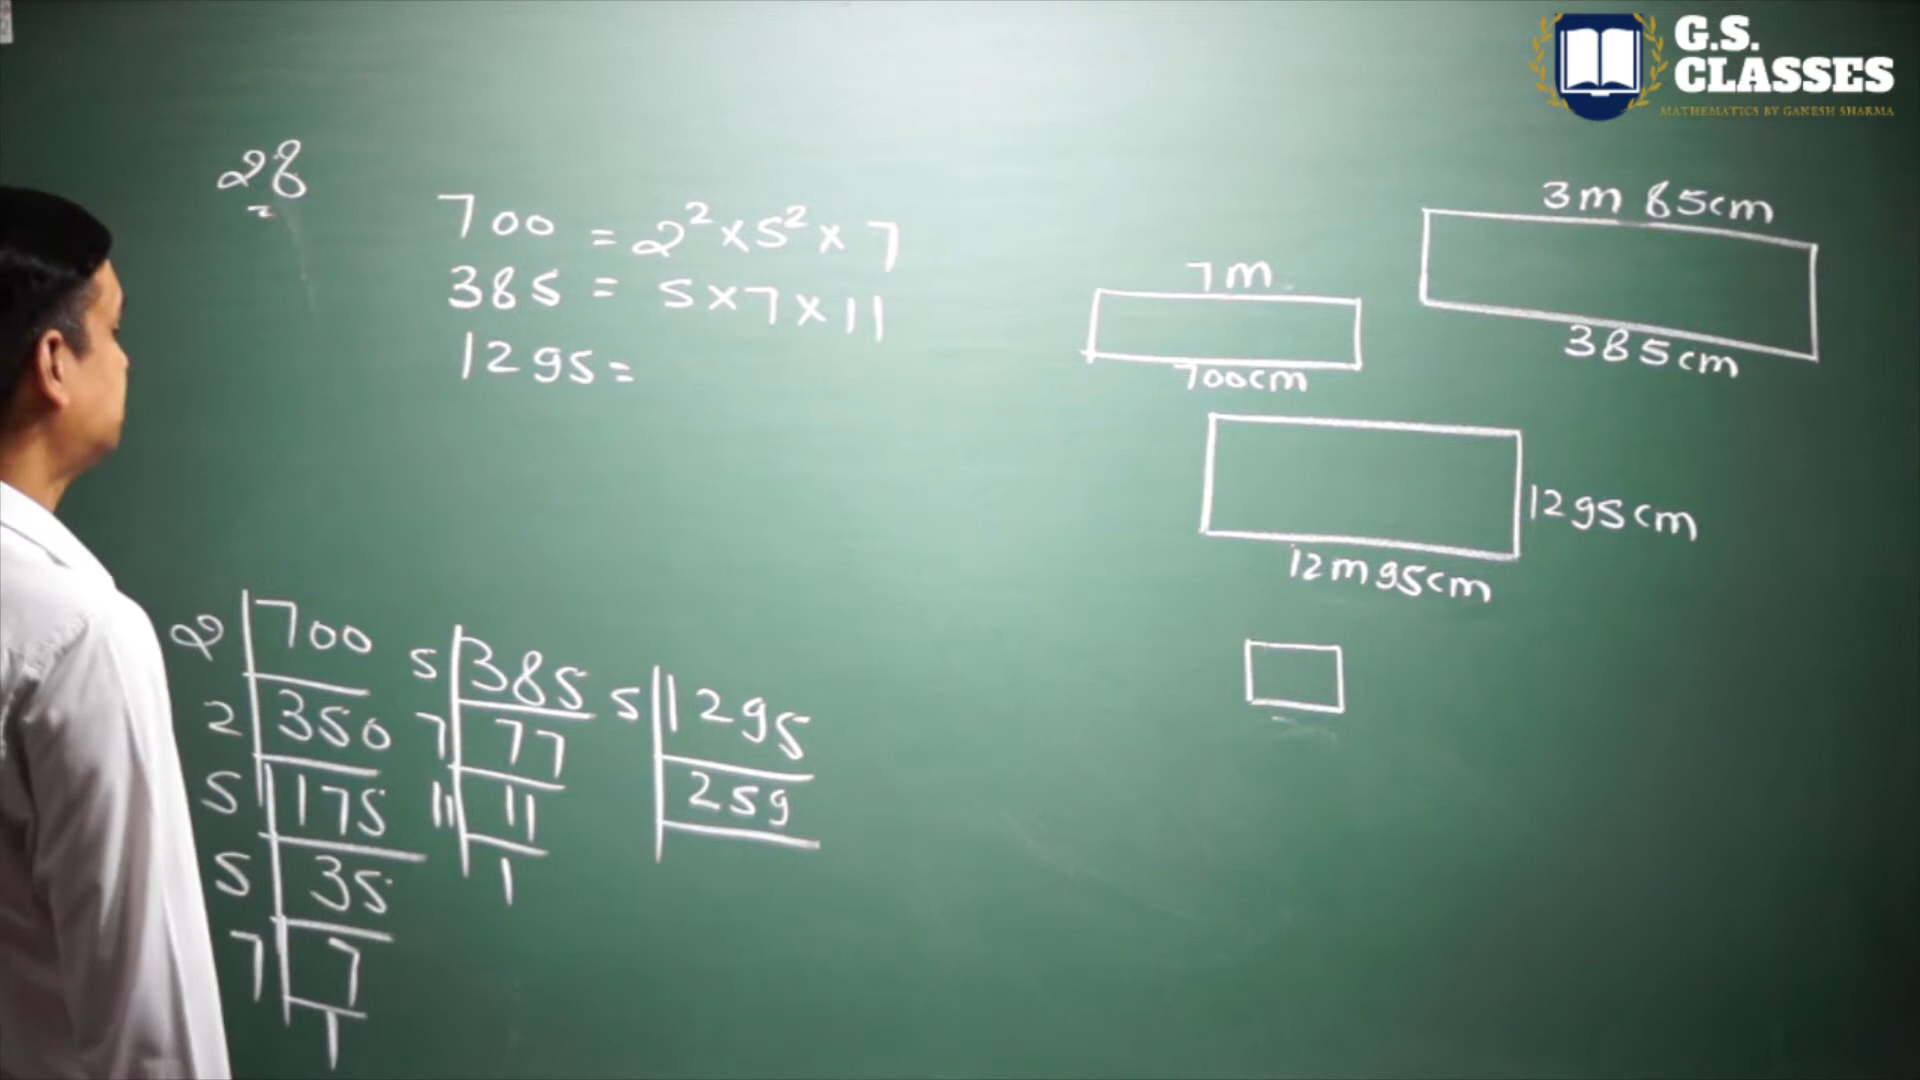 G.S.
CLASSES
MATHEMATICS BY GANESH SHARMA
28
700 = 2² × 5² × 7
385 = 5 × 7 × 11
1295 =
3m 85cm
385cm
7m
700cm
1295cm
12m95cm
2 | 700
2 | 350
5 | 175
5 | 35
7 | 7
1
5 | 385
7 | 77
11 | 11
1
5 | 1295
259